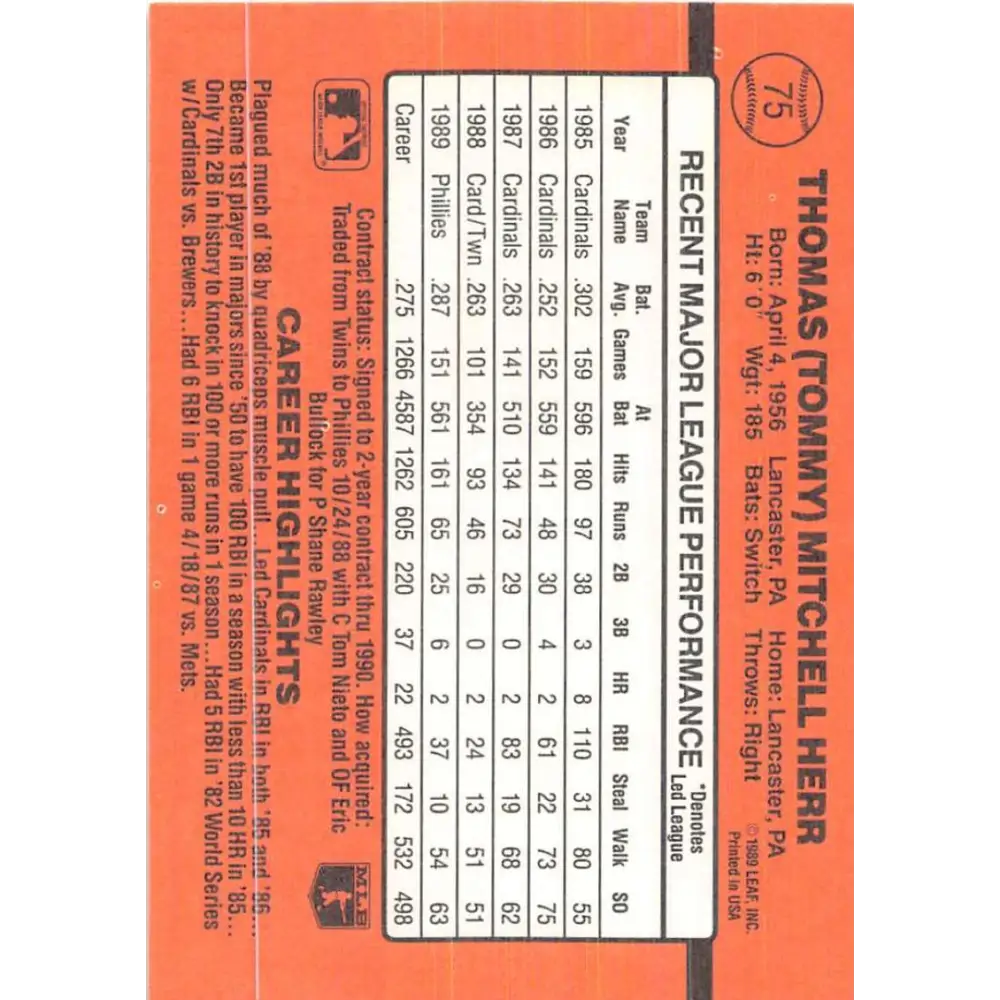 75
THOMAS (TOMMY) MITCHELL HERR
Born: April 4, 1956 Lancaster, PA Home: Lancaster, PA
Ht: 6'0" Wgt: 185 Bats: Switch Throws: Right
©1989 LEAF, INC.
Printed in USA
RECENT MAJOR LEAGUE PERFORMANCE
*Denotes
Led League
Year Team Name Bat. Avg. Games At Bat Hits Runs 2B 3B HR RBI Steal Walk SO
1985 Cardinals .302 159 596 180 97 38 3 8 110 31 80 55
1986 Cardinals .252 152 559 141 48 30 4 2 61 22 73 75
1987 Cardinals .263 141 510 134 73 29 0 2 83 19 68 62
1988 Card/Twn .263 101 354 93 46 16 0 2 24 13 51 51
1989 Phillies .287 151 561 161 65 25 6 2 37 10 54 63
Career .275 1266 4587 1262 605 220 37 22 493 172 532 498
Contract status: Signed to 2-year contract thru 1990. How acquired:
Traded from Twins to Phillies 10/24/88 with C Tom Nieto and OF Eric
Bullock for P Shane Rawley
MLB
CAREER HIGHLIGHTS
Plagued much of '88 by quadriceps muscle pull...Led Cardinals in RBI in both '85 and '86...
Became 1st player in majors since '50 to have 100 RBI in a season with less than 10 HR in '85...
Only 7th 2B in history to knock in 100 or more runs in 1 season...Had 5 RBI in '82 World Series
w/Cardinals vs. Brewers...Had 6 RBI in 1 game 4/18/87 vs. Mets.